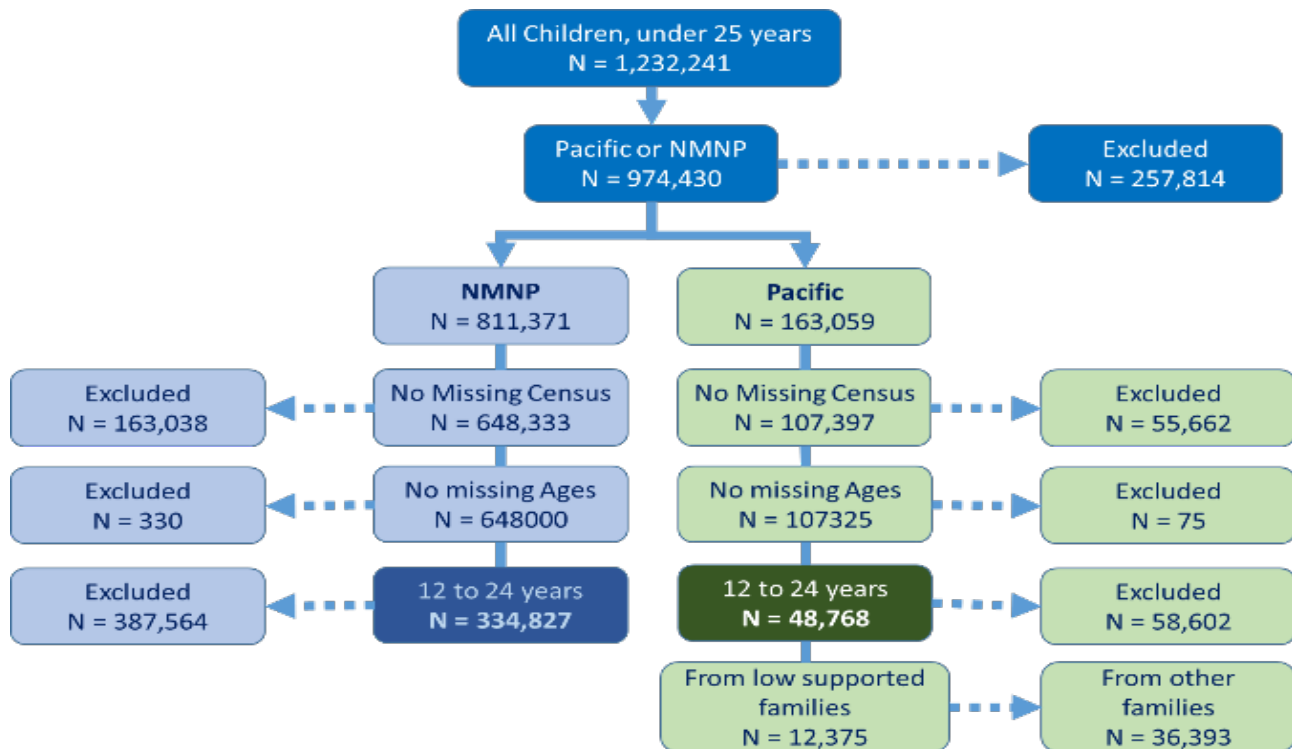 All Children, under 25 years
N = 1,232,241
Pacific or NMNP
N = 974,430
Excluded
N = 257,814
NMNP
N = 811,371
Pacific
N = 163,059
Excluded
N = 163,038
No Missing Census
N = 648,333
No Missing Census
N = 107,397
Excluded
N = 55,662
Excluded
N = 330
No missing Ages
N = 648000
No missing Ages
N = 107325
Excluded
N = 75
Excluded
N = 387,564
12 to 24 years
N = 334,827
12 to 24 years
N = 48,768
Excluded
N = 58,602
From low supported
families
N = 12,375
From other
families
N = 36,393